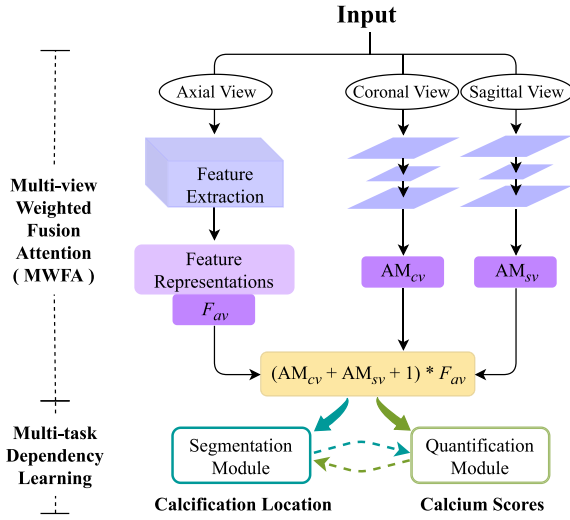 Input
Axial View
Coronal View
Sagittal View
Feature
Extraction
Multi-view
Weighted
Fusion
Attention
( MWFA )
Feature
Representations
F_av
AM_cv
AM_sv
(AM_cv + AM_sv + 1) * F_av
Multi-task
Dependency
Learning
Segmentation
Module
Quantification
Module
Calcification Location
Calcium Scores